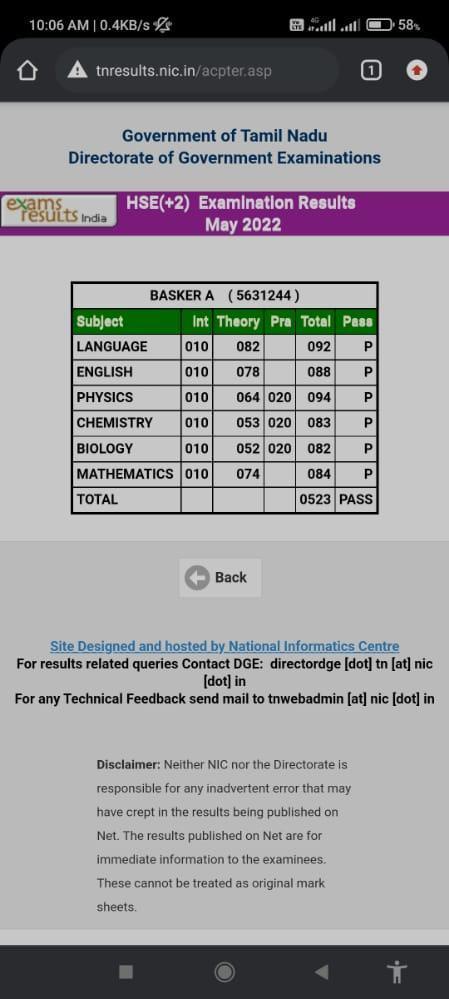 10:06 AM | 0.4KB/s
Vo LTE 4G 58%
tnresults.nic.in/acpter.asp 1
Government of Tamil Nadu
Directorate of Government Examinations
exams results India
HSE(+2) Examination Results
May 2022
BASKER A ( 5631244 )
Subject Int Theory Pra Total Pass
LANGUAGE 010 082 092 P
ENGLISH 010 078 088 P
PHYSICS 010 064 020 094 P
CHEMISTRY 010 053 020 083 P
BIOLOGY 010 052 020 082 P
MATHEMATICS 010 074 084 P
TOTAL 0523 PASS
Back
Site Designed and hosted by National Informatics Centre
For results related queries Contact DGE: directordge [dot] tn [at] nic
[dot] in
For any Technical Feedback send mail to tnwebadmin [at] nic [dot] in
Disclaimer: Neither NIC nor the Directorate is
responsible for any inadvertent error that may
have crept in the results being published on
Net. The results published on Net are for
immediate information to the examinees.
These cannot be treated as original mark
sheets.